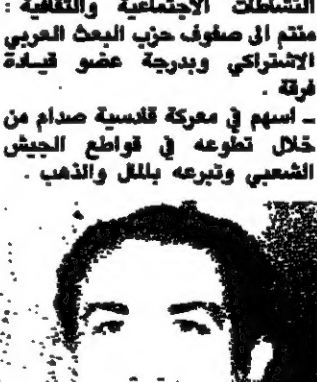 النشاطات الاجتماعية والثقافية :
منتم الى صفوف حزب البعث العربي
الاشتراكي وبدرجة عضو قيادة
فرقة .
ـ اسهم في معركة قادسية صدام من
خلال تطوعه في قواطع الجيش
الشعبي وتبرعه بالمال والذهب .